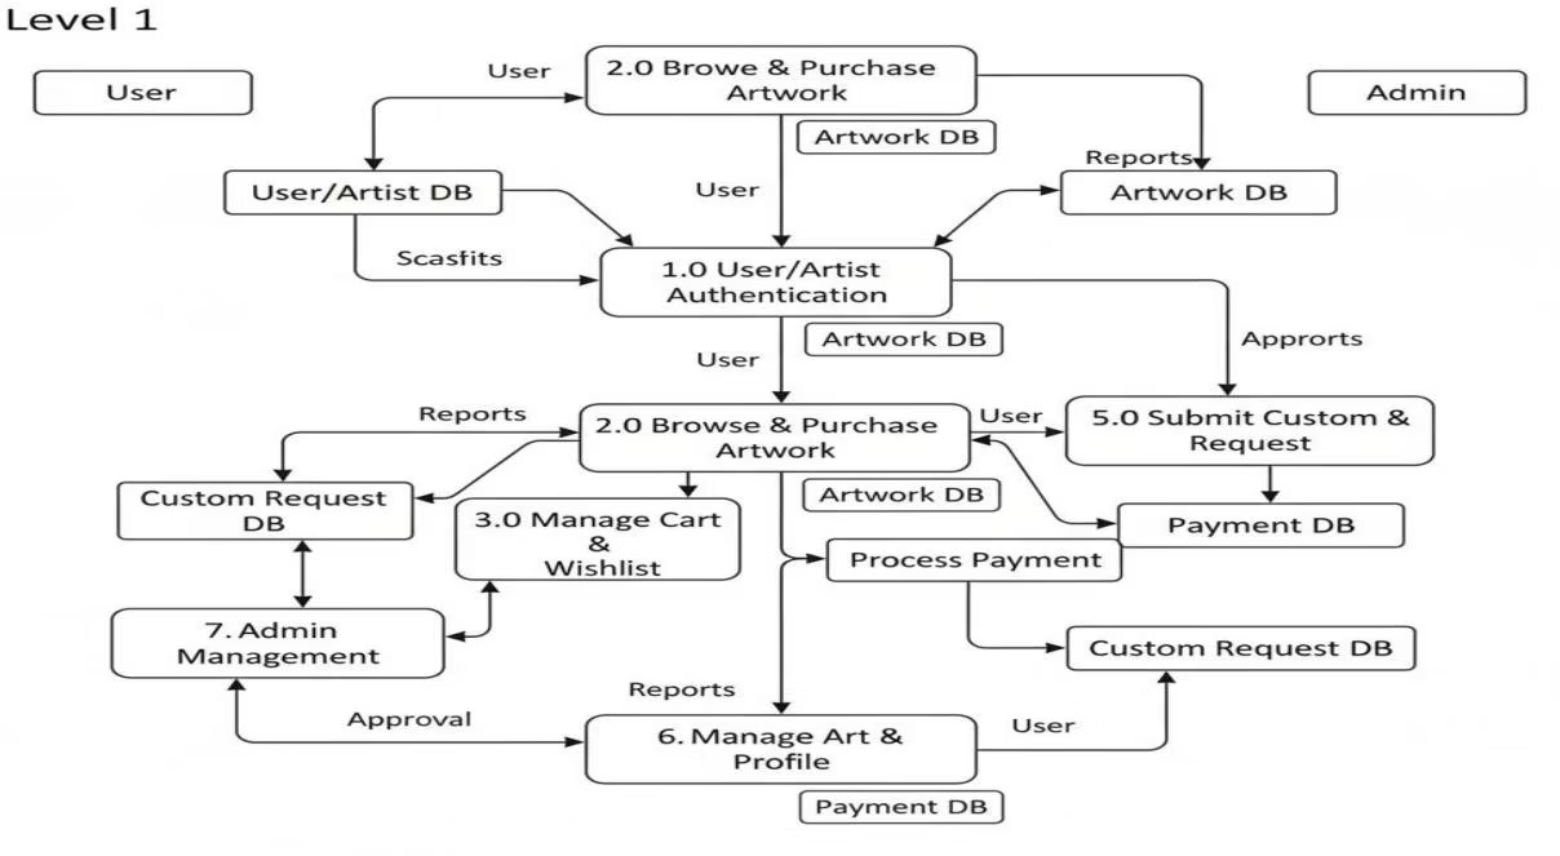 Level 1
User
User
2.0 Browe & Purchase
Artwork
Admin
Artwork DB
Reports
User/Artist DB
User
Artwork DB
Scasfits
1.0 User/Artist
Authentication
Artwork DB
User
Approrts
Reports
2.0 Browse & Purchase
Artwork
User
5.0 Submit Custom &
Request
Custom Request
DB
3.0 Manage Cart
&
Wishlist
Artwork DB
Payment DB
Process Payment
7. Admin
Management
Custom Request DB
Reports
Approval
6. Manage Art &
Profile
User
Payment DB